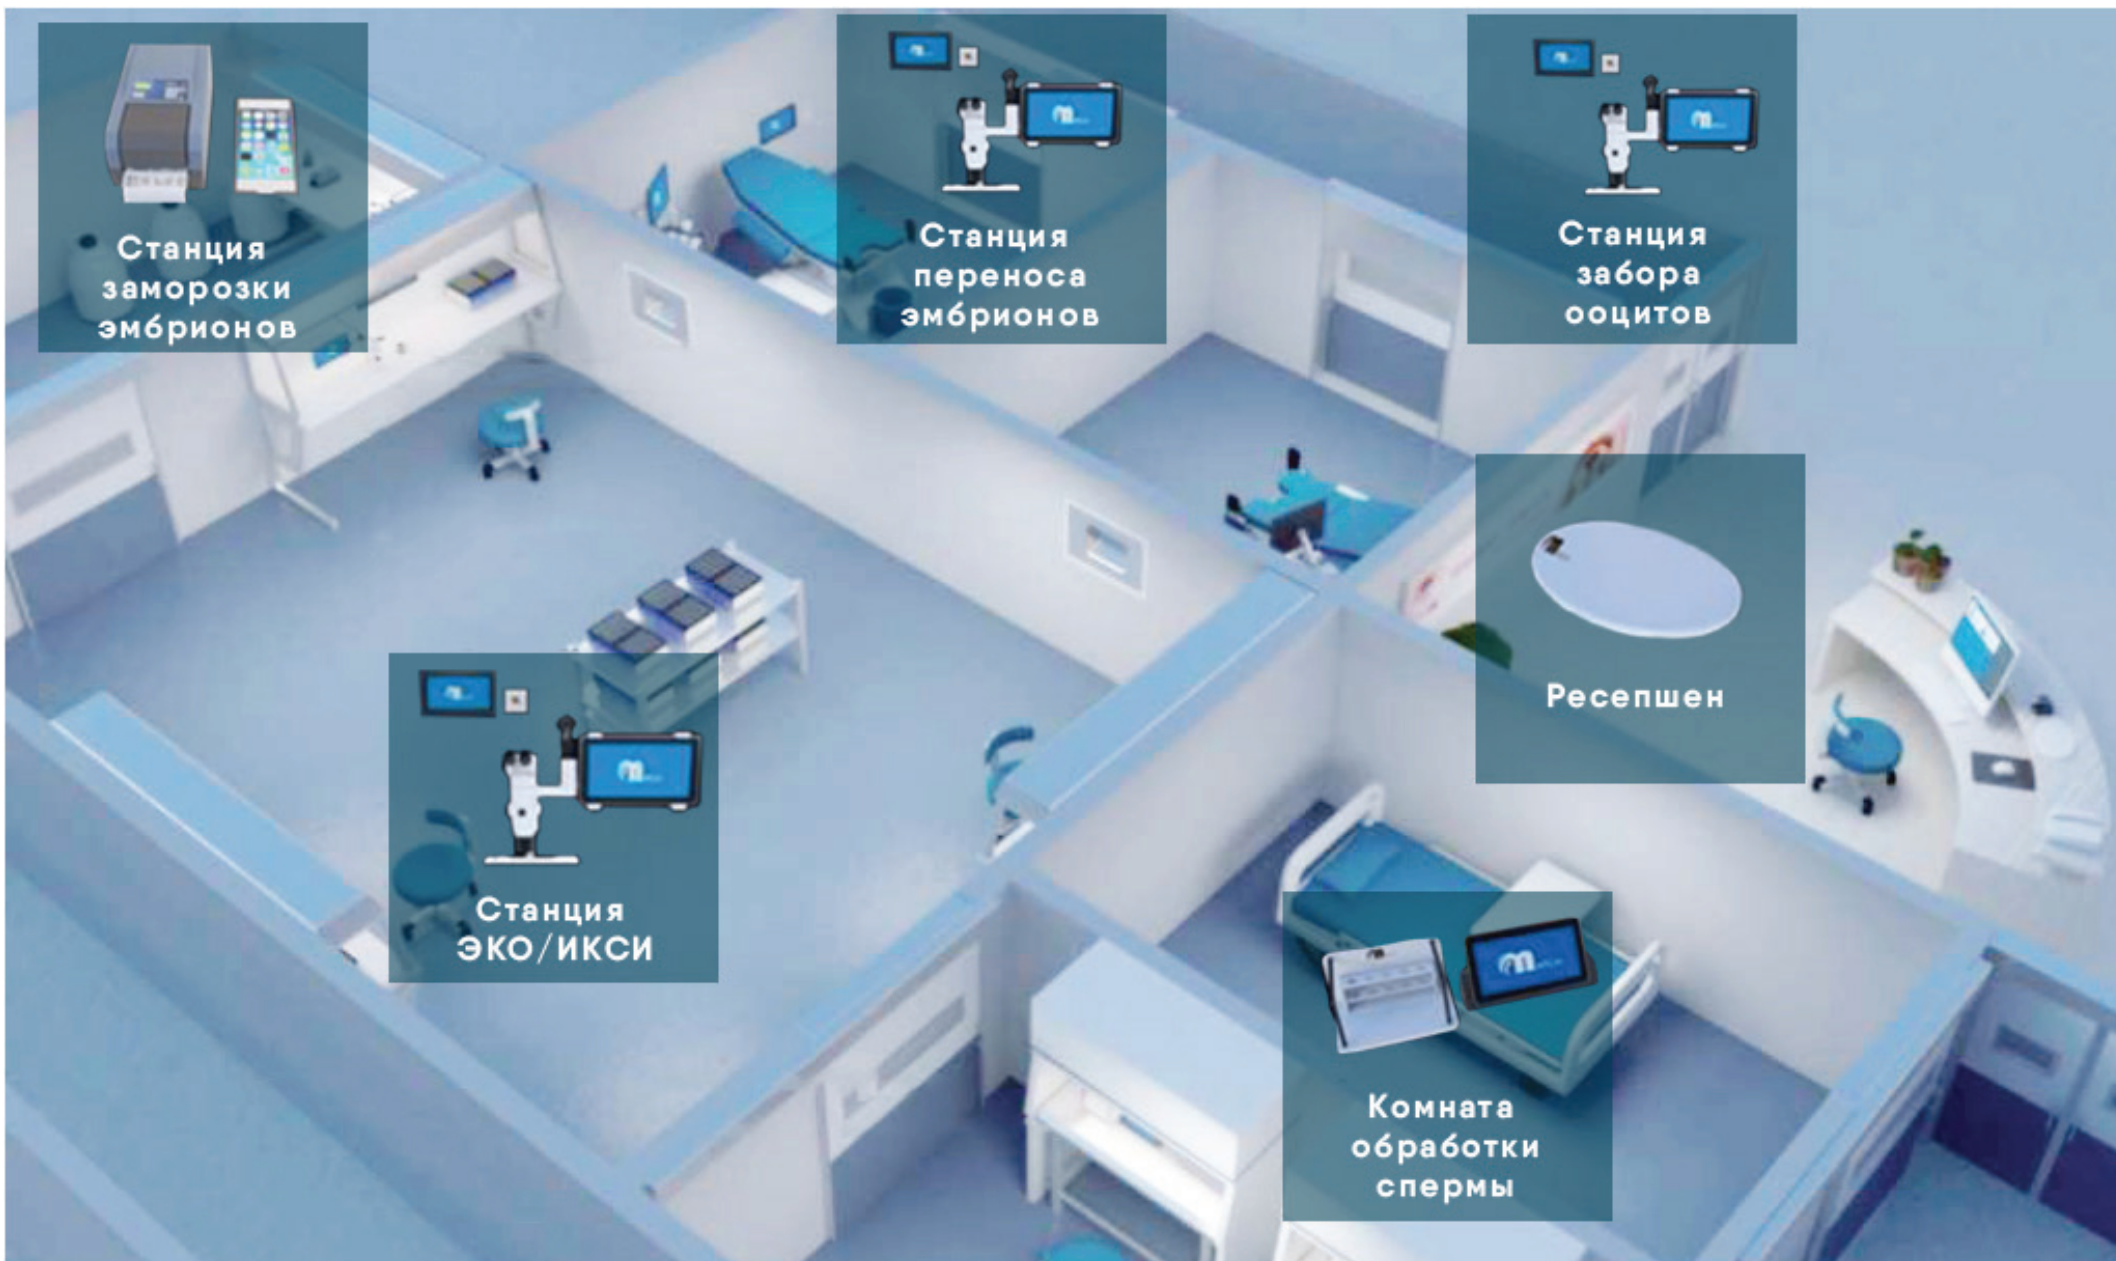 Станция
заморозки
эмбрионов
Станция
переноса
эмбрионов
Станция
забора
ооцитов
Ресепшен
Станция
ЭКО/ИКСИ
Комната
обработки
спермы